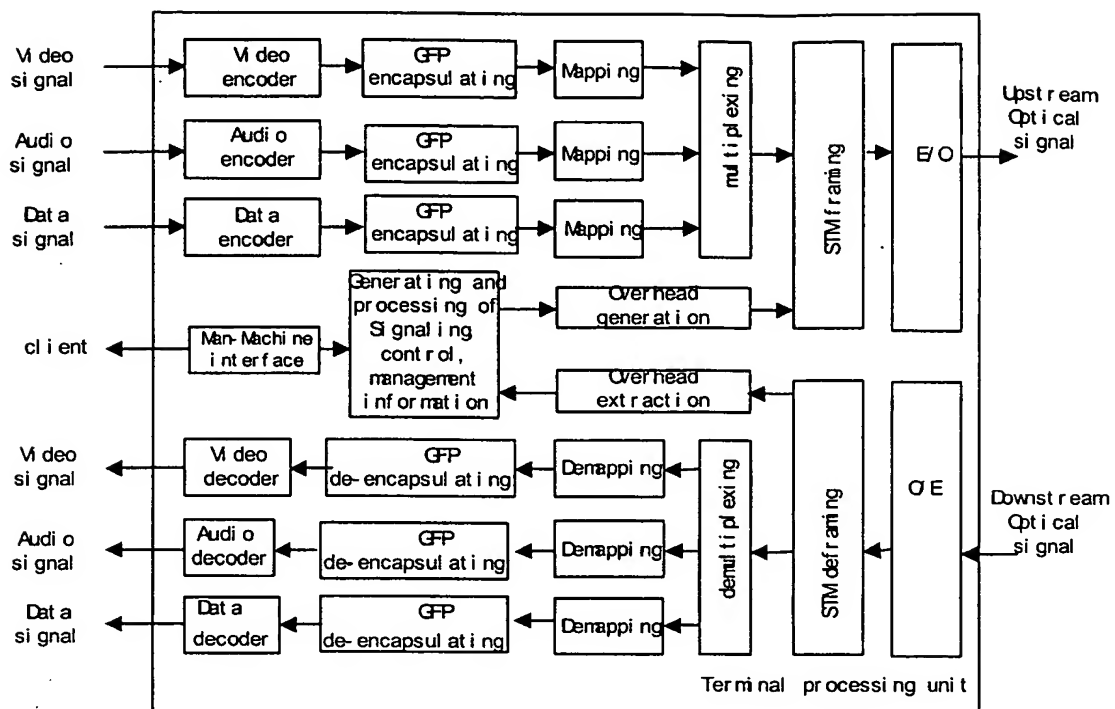 Video
signal
Video
encoder
GFP
encapsulating
Mapping
multiplexing
STM framing
E/O
Upstream
Optical
signal
Audio
signal
Audio
encoder
GFP
encapsulating
Mapping
Data
signal
Data
encoder
GFP
encapsulating
Mapping
client
Man-Machine
interface
Generating and
processing of
Signaling
control,
management
information
Overhead
generation
Overhead
extraction
Video
signal
Video
decoder
GFP
de-encapsulating
Demapping
demultiplexing
STM deframing
O/E
Downstream
Optical
signal
Audio
signal
Audio
decoder
GFP
de-encapsulating
Demapping
Data
signal
Data
decoder
GFP
de-encapsulating
Demapping
Terminal processing unit